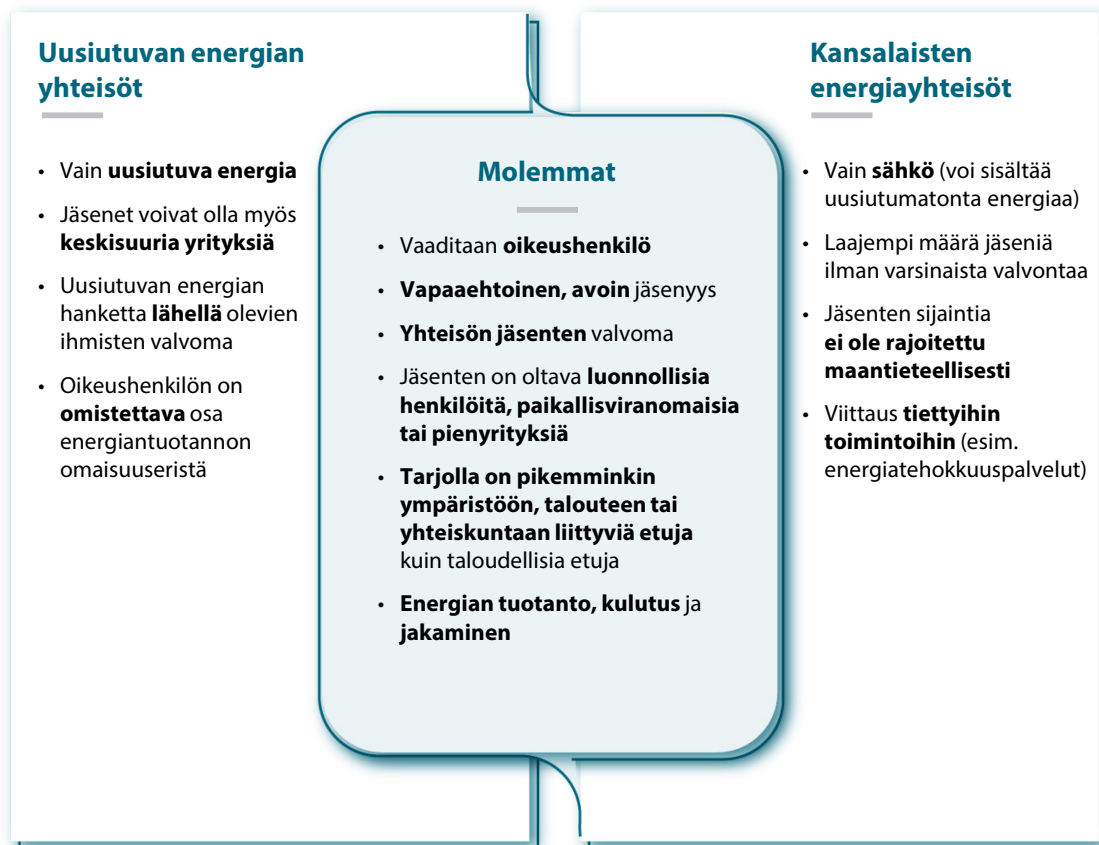 Uusiutuvan energian
yhteisöt
• Vain uusiutuva energia
• Jäsenet voivat olla myös
keskisuuria yrityksiä
• Uusiutuvan energian
hanketta lähellä olevien
ihmisten valvoma
• Oikeushenkilön on
omistettava osa
energiantuotannon
omaisuuseristä
Molemmat
• Vaaditaan oikeushenkilö
• Vapaaehtoinen, avoin jäsenyys
• Yhteisön jäsenten valvoma
• Jäsenten on oltava luonnollisia
henkilöitä, paikallisviranomaisia
tai pienyrityksiä
• Tarjolla on pikemminkin
ympäristöön, talouteen tai
yhteiskuntaan liittyviä etuja
kuin taloudellisia etuja
• Energian tuotanto, kulutus ja
jakaminen
Kansalaisten
energiayhteisöt
• Vain sähkö (voi sisältää
uusiutumatonta energiaa)
• Laajempi määrä jäseniä
ilman varsinaista valvontaa
• Jäsenten sijaintia
ei ole rajoitettu
maantieteellisesti
• Viittaus tiettyihin
toimintoihin (esim.
energiatehokkuuspalvelut)